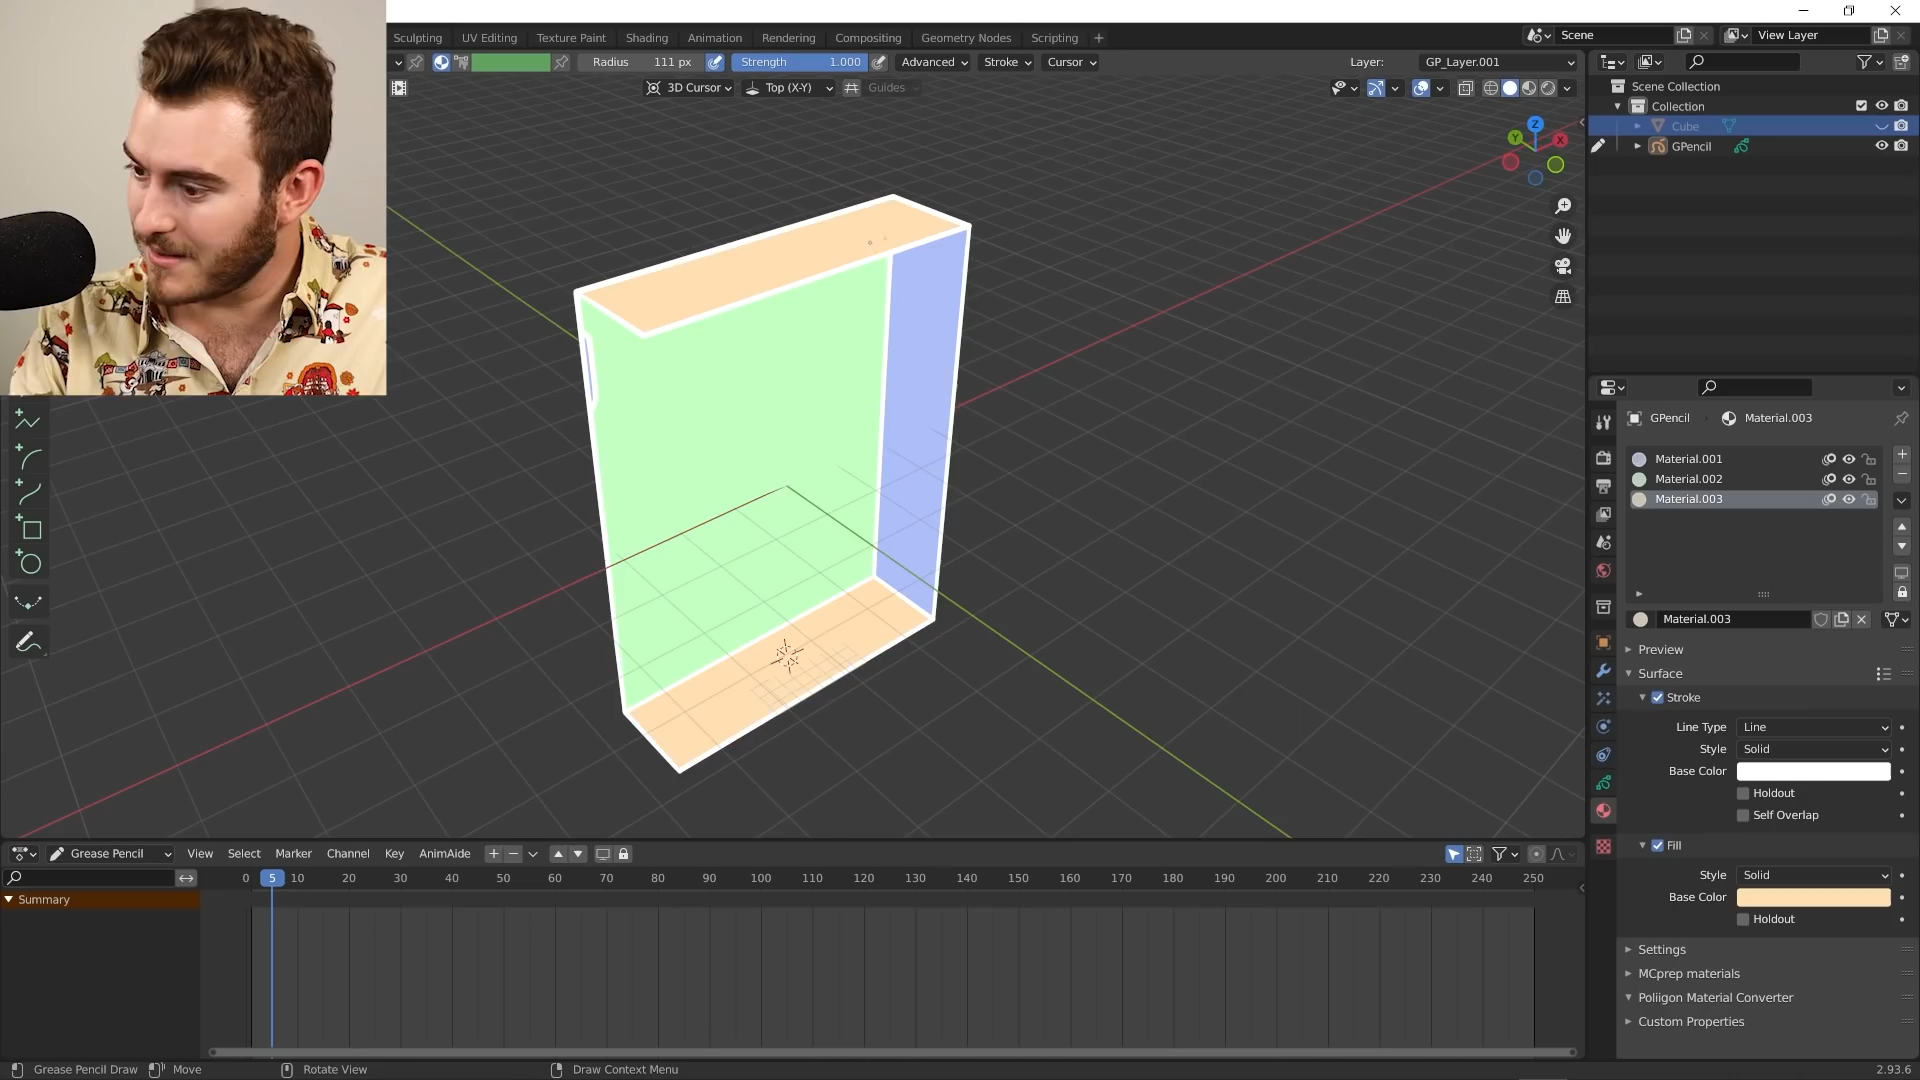 Sculpting UV Editing Texture Paint Shading Animation Rendering Compositing Geometry Nodes Scripting + Scene View Layer
Radius 111 px Strength 1.000 Advanced Stroke Cursor Layer: GP_Layer.001
3D Cursor Top (X-Y) Guides
Scene Collection
Collection
Cube
GPencil
Z
Y
X
GPencil Material.003
Material.001
Material.002
Material.003
Material.003
Preview
Surface
Stroke
Line Type Line
Style Solid
Base Color
Holdout
Self Overlap
Fill
Style Solid
Base Color
Holdout
Settings
MCprep materials
Poliigon Material Converter
Custom Properties
Grease Pencil View Select Marker Channel Key AnimAide
0 5 10 20 30 40 50 60 70 80 90 100 110 120 130 140 150 160 170 180 190 200 210 220 230 240 250
Summary
Grease Pencil Draw Move Rotate View Draw Context Menu 2.93.6